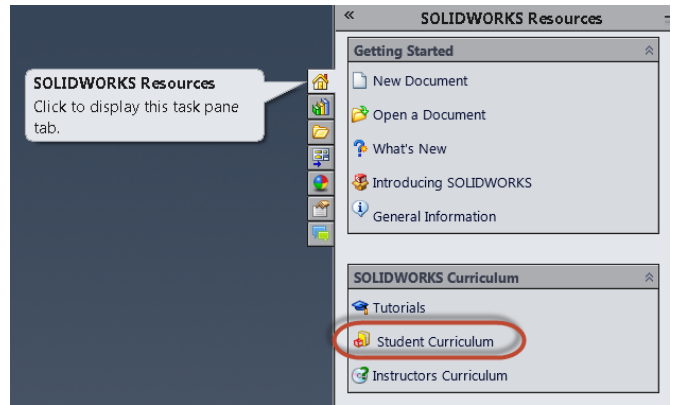 « SOLIDWORKS Resources
Getting Started
SOLIDWORKS Resources
Click to display this task pane
tab.
New Document
Open a Document
What's New
Introducing SOLIDWORKS
General Information
SOLIDWORKS Curriculum
Tutorials
Student Curriculum
Instructors Curriculum